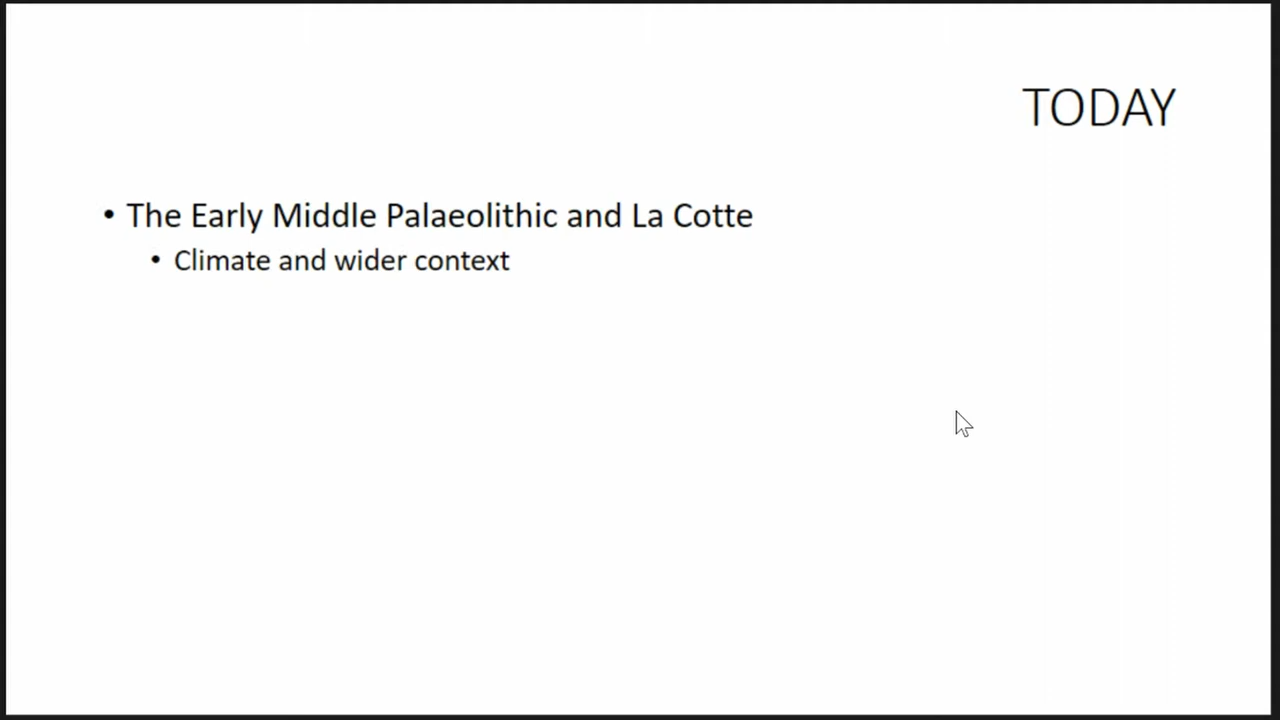 TODAY
• The Early Middle Palaeolithic and La Cotte
• Climate and wider context